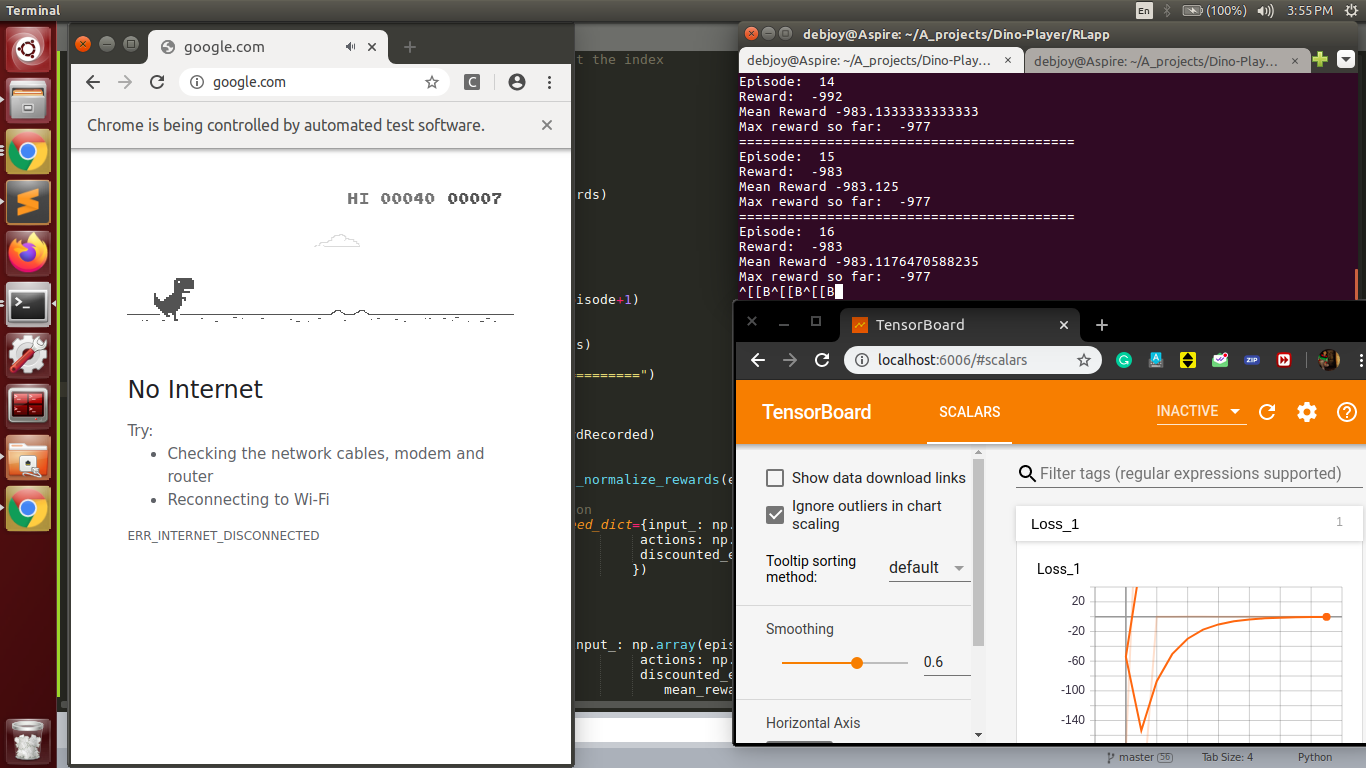 Terminal
En
(100%)
3:55 PM
google.com
google.com
C
Chrome is being controlled by automated test software.
HI 00040 00007
No Internet
Try:
• Checking the network cables, modem and
router
• Reconnecting to Wi-Fi
ERR_INTERNET_DISCONNECTED
t the index
rds)
isode+1)
s)
========")
rdRecorded)
_normalize_rewards(e
on
ed_dict={input_: np.
actions: np.
discounted_e
})
nput_: np.array(epis
actions: np.
discounted_e
mean_rewa
debjoy@Aspire: ~/A_projects/Dino-Player/RLapp
debjoy@Aspire: ~/A_projects/Dino-Play...
debjoy@Aspire: ~/A_projects/Dino-Play...
Episode:  14
Reward:  -992
Mean Reward -983.1333333333333
Max reward so far:  -977
==========================================
Episode:  15
Reward:  -983
Mean Reward -983.125
Max reward so far:  -977
==========================================
Episode:  16
Reward:  -983
Mean Reward -983.1176470588235
Max reward so far:  -977
^[[B^[[B^[[B
TensorBoard
localhost:6006/#scalars
ZIP
TensorBoard
SCALARS
INACTIVE
Show data download links
Ignore outliers in chart
scaling
Tooltip sorting
method:
default
Smoothing
0.6
Horizontal Axis
Filter tags (regular expressions supported)
Loss_1
1
Loss_1
20
-20
-60
-100
-140
master 56
Tab Size: 4
Python